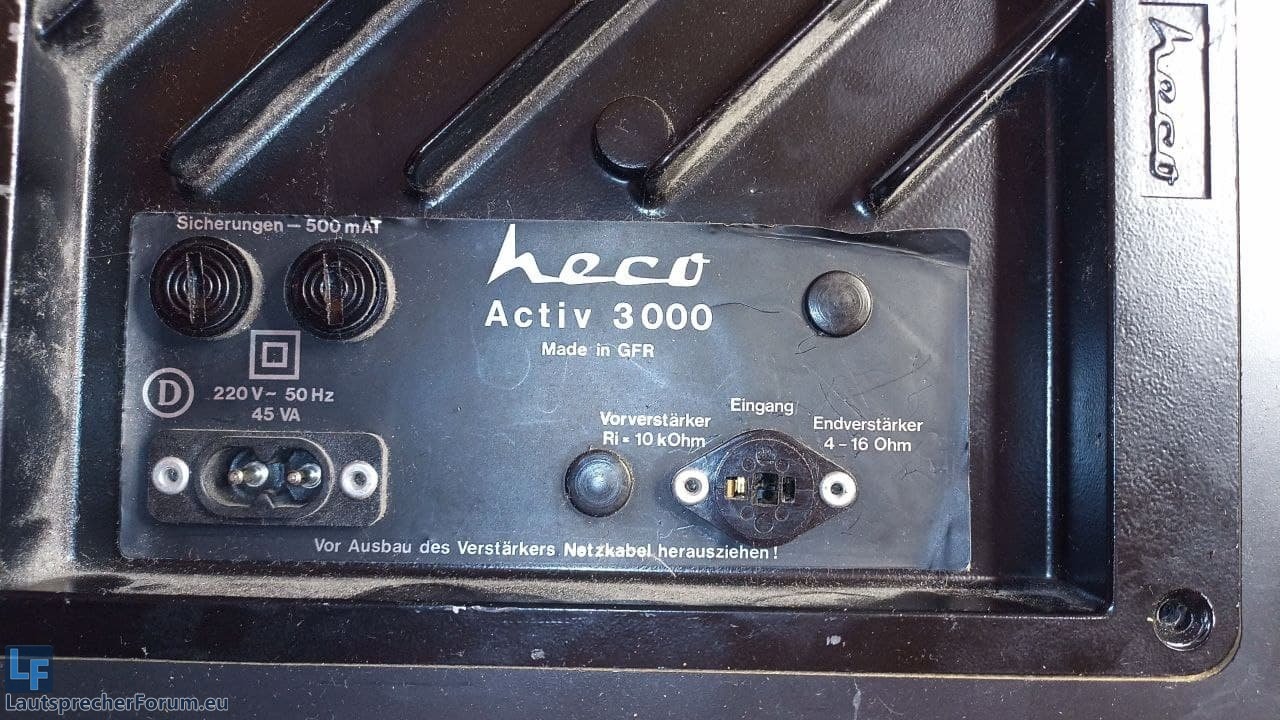 heco
Sicherungen – 500 mAT
heco
Activ 3000
Made in GFR
D
220 V ~ 50 Hz
45 VA
Vorverstärker
Ri = 10 kOhm
Eingang
Endverstärker
4 – 16 Ohm
Vor Ausbau des Verstärkers Netzkabel herausziehen !
LF
LautsprecherForum.eu